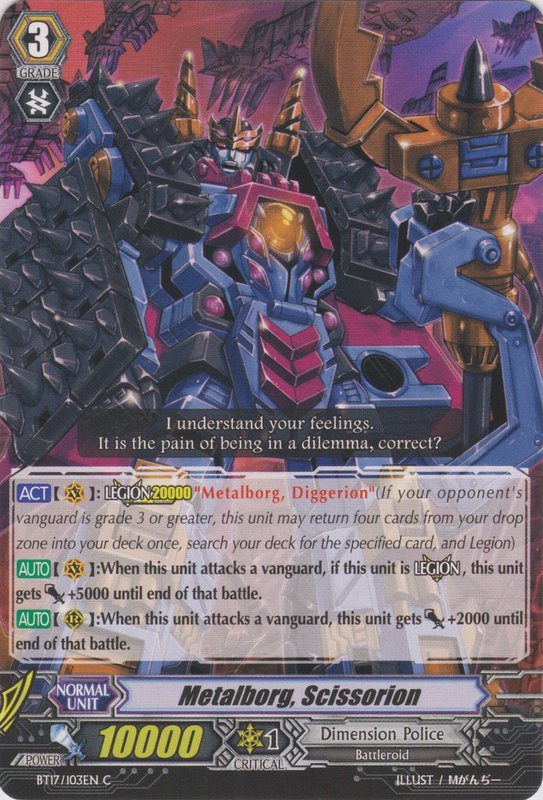 3
GRADE
I understand your feelings.
It is the pain of being in a dilemma, correct?
ACT [ V ]: LEGION 20000 "Metalborg, Diggerion"(If your opponent's
vanguard is grade 3 or greater, this unit may return four cards from your drop
zone into your deck once, search your deck for the specified card, and Legion)
AUTO [ V ]:When this unit attacks a vanguard, if this unit is LEGION, this unit
gets +5000 until end of that battle.
AUTO [ R ]:When this unit attacks a vanguard, this unit gets +2000 until
end of that battle.
NORMAL
UNIT
Metalborg, Scissorion
POWER
10000
1
CRITICAL
Dimension Police
Battleroid
BT17/103EN C
ILLUST / Mがんぢー